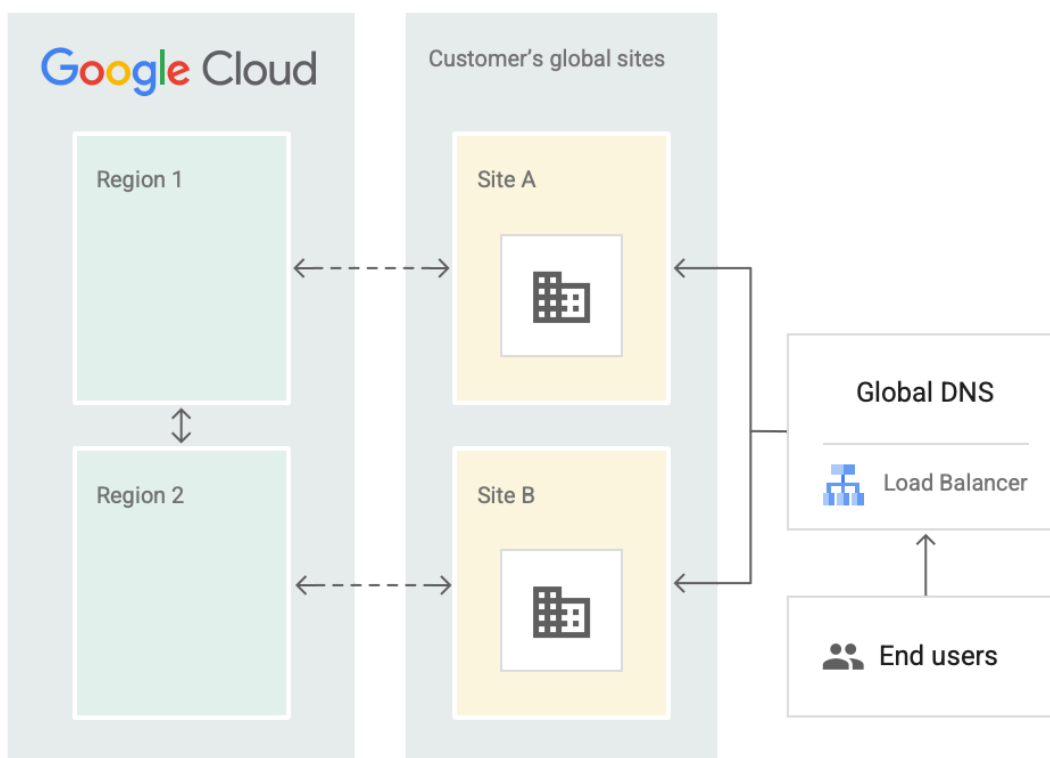 Google Cloud
Customer’s global sites
Region 1
Site A
Global DNS
Load Balancer
Region 2
Site B
End users